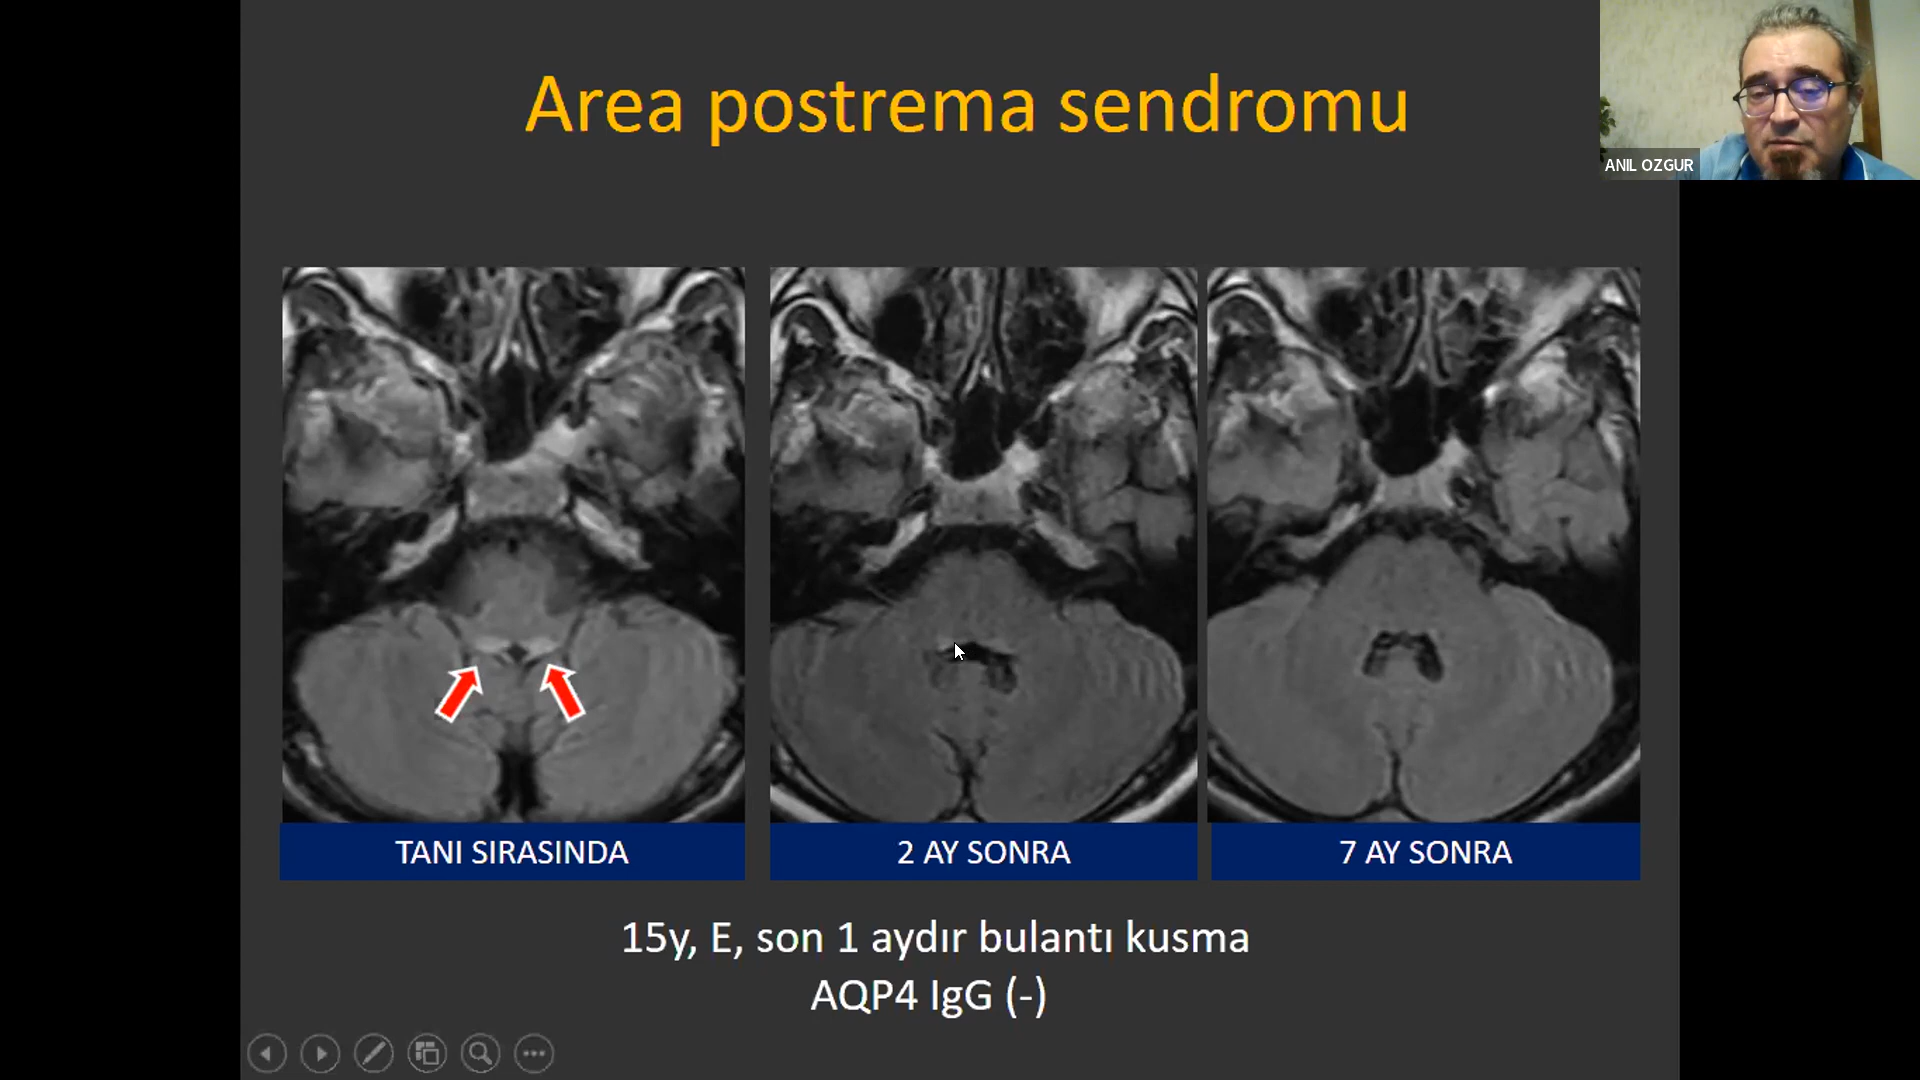 Area postrema sendromu
ANIL OZGUR
TANI SIRASINDA
2 AY SONRA
7 AY SONRA
15y, E, son 1 aydır bulantı kusma
AQP4 IgG (-)